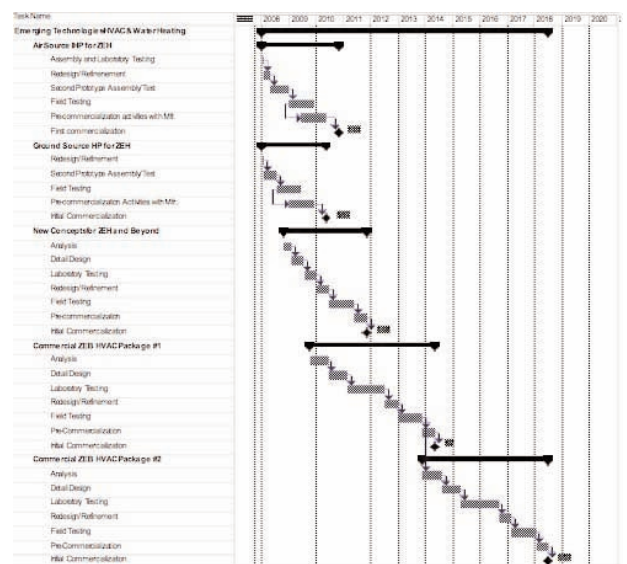 Task Name 2008 2009 2010 2011 2012 2013 2014 2015 2016 2017 2018 2019 2020
Emerging Technologies HVAC & Water Heating
Air Source IHP for ZEH
Assembly and Laboratory Testing
Redesign/Refinement
Second Prototype Assembly/Test
Field Testing
Pre-commercialization activities with Mfr.
First commercialization
Ground Source HP for ZEH
Redesign/Refinement
Second Prototype Assembly/Test
Field Testing
Pre-commercialization Activities with Mfr.
Initial Commercialization
New Concepts for ZEH and Beyond
Analysis
Detail Design
Laboratory Testing
Redesign/Refinement
Field Testing
Pre-commercialization
Initial Commercialization
Commercial ZEB HVAC Package #1
Analysis
Detail Design
Laboratory Testing
Redesign/Refinement
Field Testing
Pre-Commercialization
Initial Commercialization
Commercial ZEB HVAC Package #2
Analysis
Detail Design
Laboratory Testing
Redesign/Refinement
Field Testing
Pre-Commercialization
Initial Commercialization